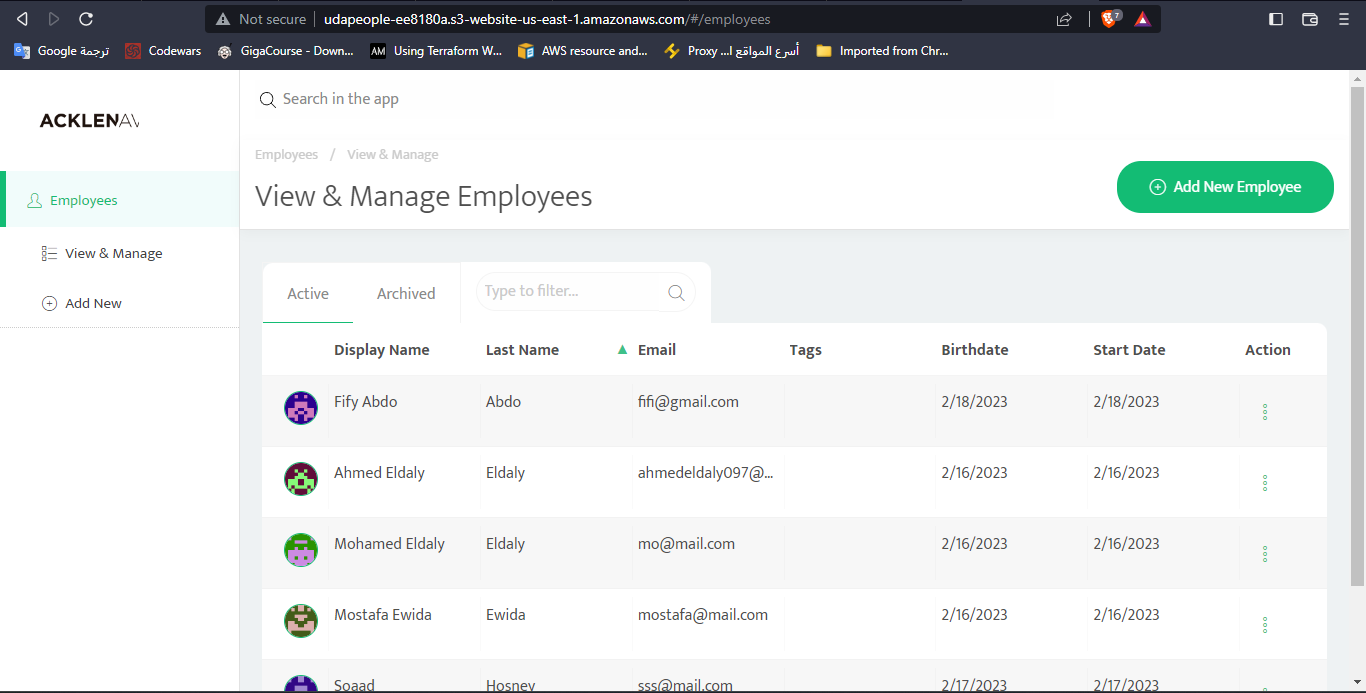 Not secure | udapeople-ee8180a.s3-website-us-east-1.amazonaws.com/#/employees
7
ترجمة Google
Codewars
GigaCourse - Down...
AM Using Terraform W...
AWS resource and...
أسرع المواقع ا... Proxy
Imported from Chr...
ACKLENAV
Search in the app
Employees / View & Manage
View & Manage Employees
Add New Employee
Employees
View & Manage
Add New
Active Archived Type to filter...
Display Name Last Name Email Tags Birthdate Start Date Action
Fify Abdo Abdo fifi@gmail.com 2/18/2023 2/18/2023
Ahmed Eldaly Eldaly ahmedeldaly097@... 2/16/2023 2/16/2023
Mohamed Eldaly Eldaly mo@mail.com 2/16/2023 2/16/2023
Mostafa Ewida Ewida mostafa@mail.com 2/16/2023 2/16/2023
Soaad Hosney sss@mail.com 2/17/2023 2/17/2023